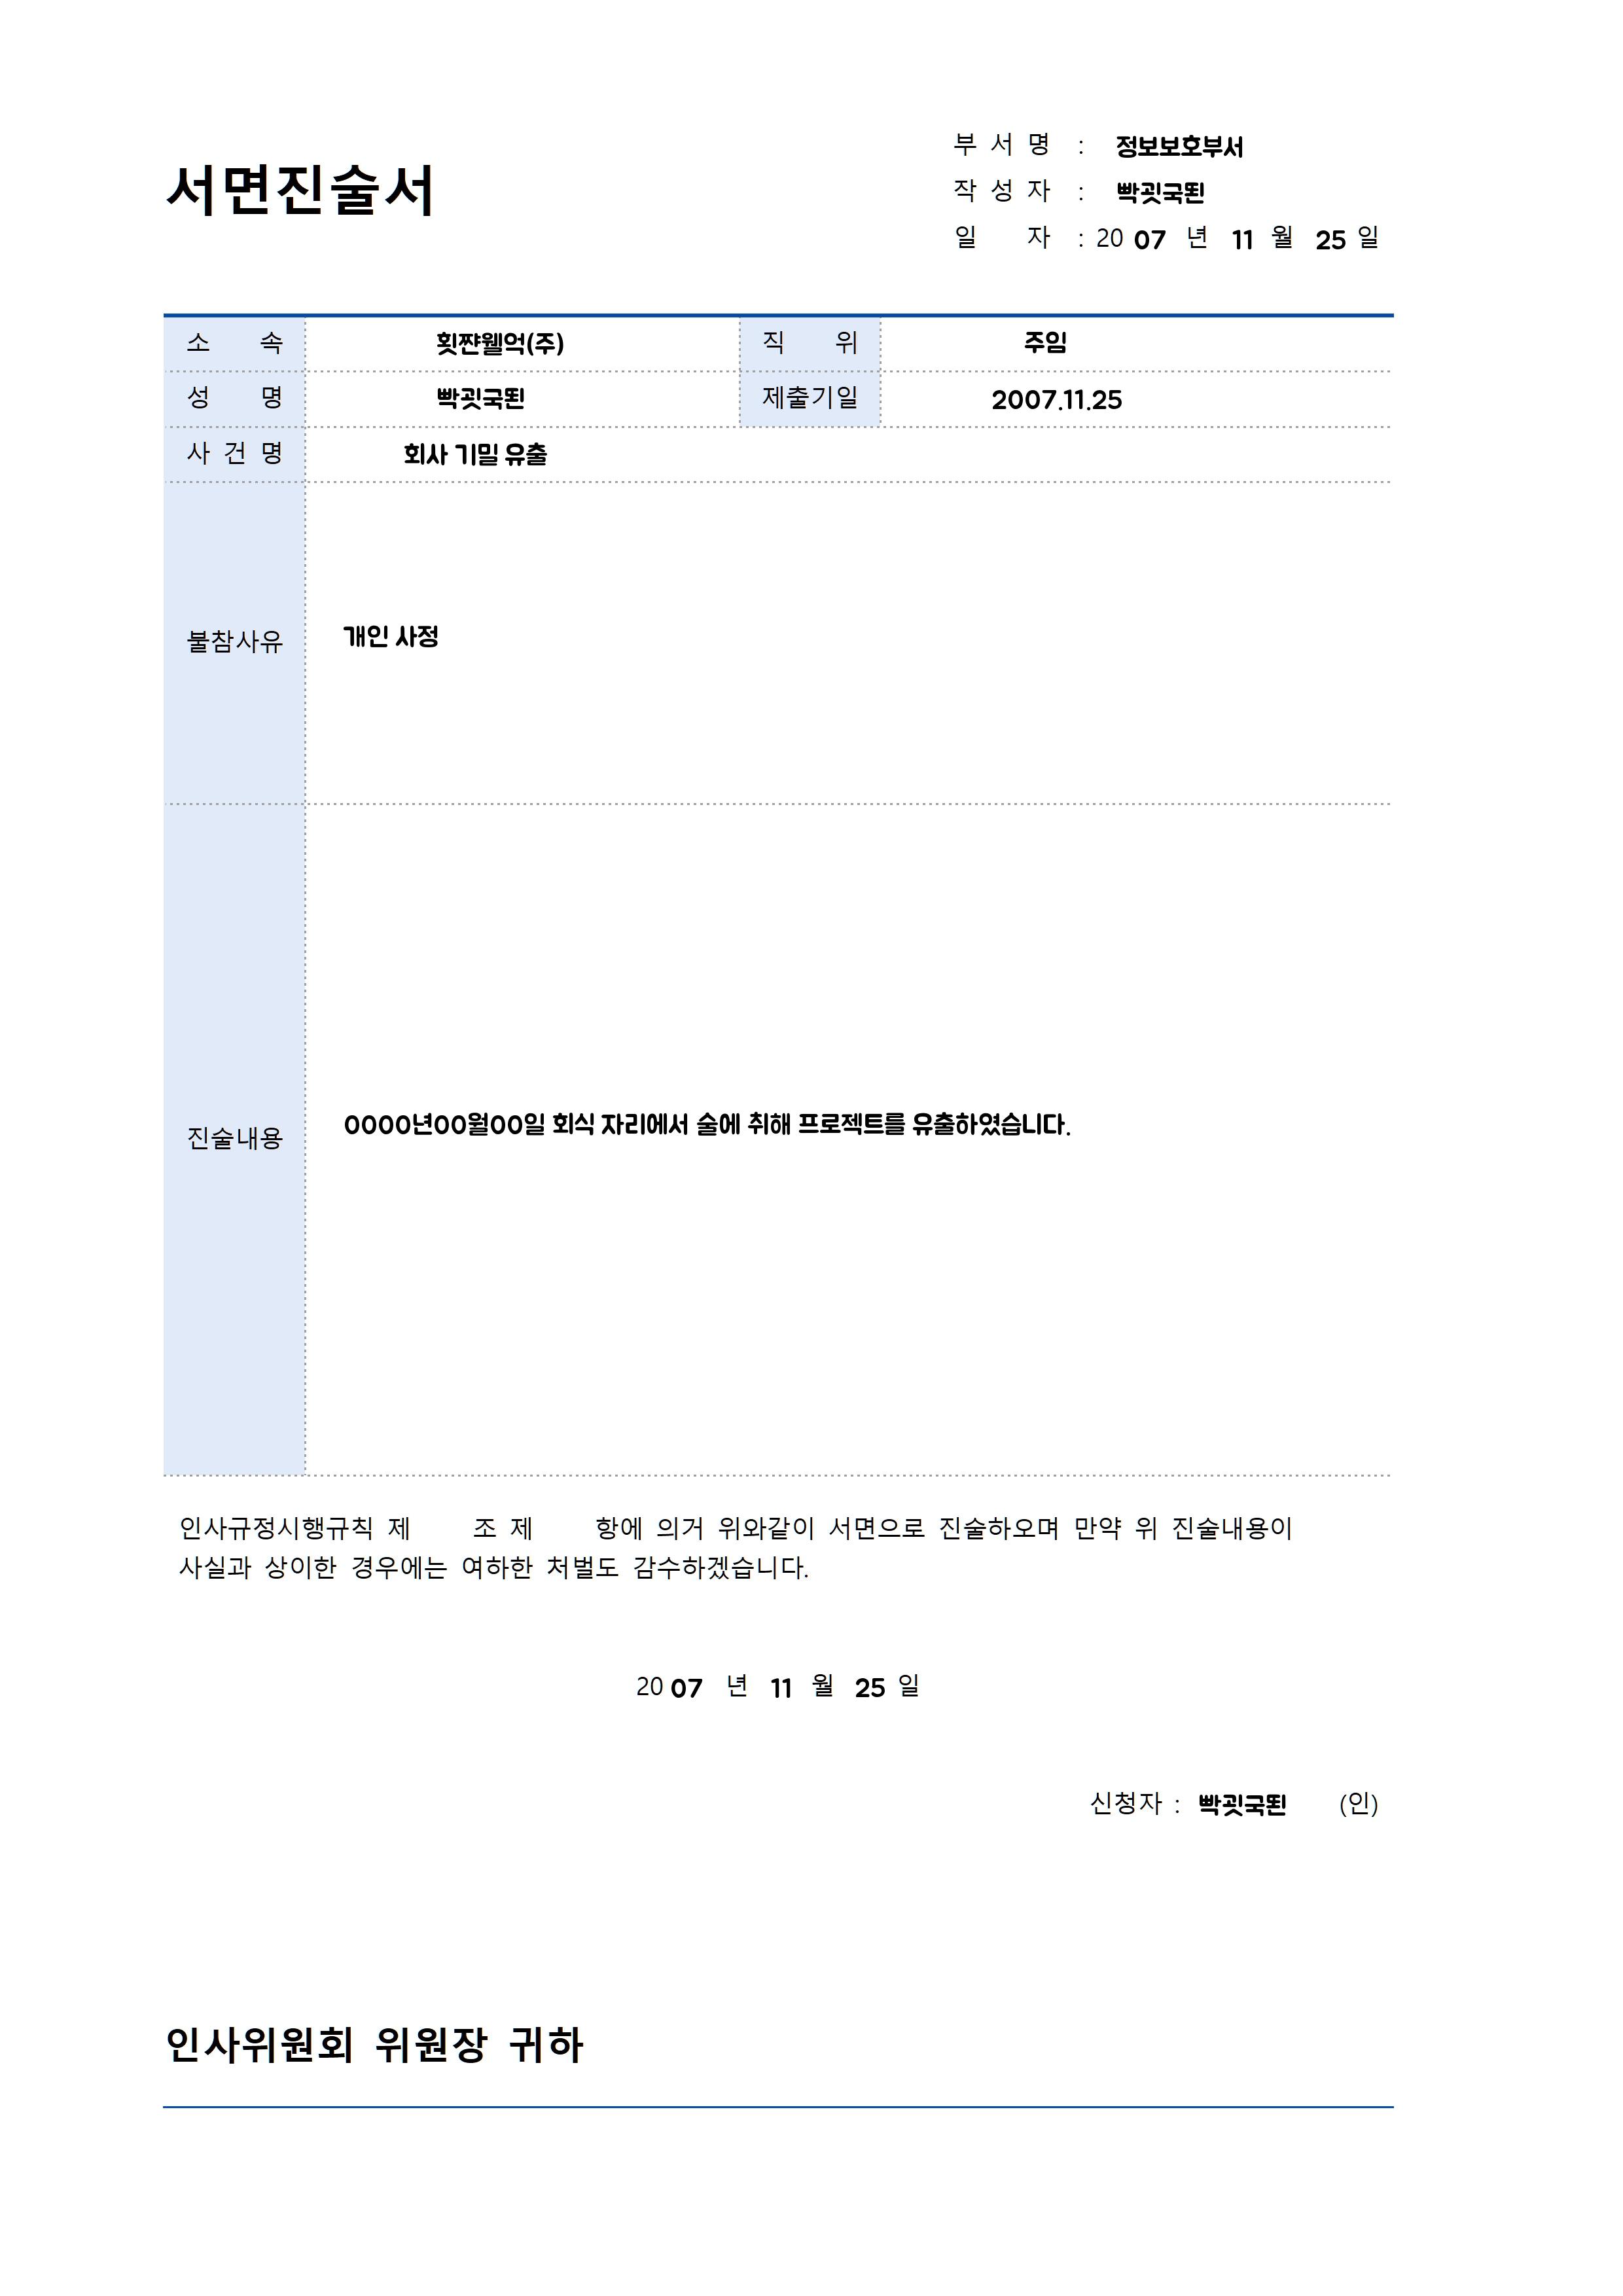 부 서 명 : 정보보호부서
서면진술서
작 성 자 : 빡굇국퇸
일 자 : 20 07 년 11 월 25 일
소 속 횟쨘웰억(주) 직 위 주임
성 명 빡굇국퇸 제출기일 2007.11.25
사 건 명 회사 기밀 유출
불참사유 개인 사정
진술내용 0000년00월00일 회식 자리에서 술에 취해 프로젝트를 유출하였습니다.
인사규정시행규칙 제 조 제 항에 의거 위와같이 서면으로 진술하오며 만약 위 진술내용이
사실과 상이한 경우에는 여하한 처벌도 감수하겠습니다.
20 07 년 11 월 25 일
신청자 : 빡굇국퇸 (인)
인사위원회 위원장 귀하